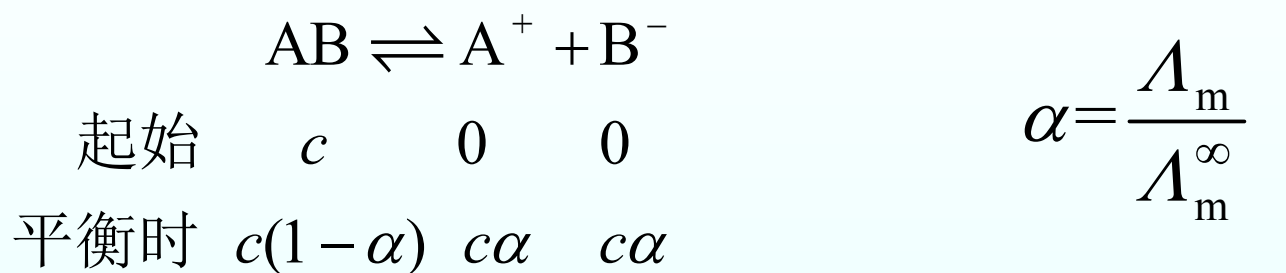 AB ⇌ A⁺ + B⁻
起始 c 0 0
平衡时 c(1−α) cα cα
α = Λₘ / Λₘ^∞